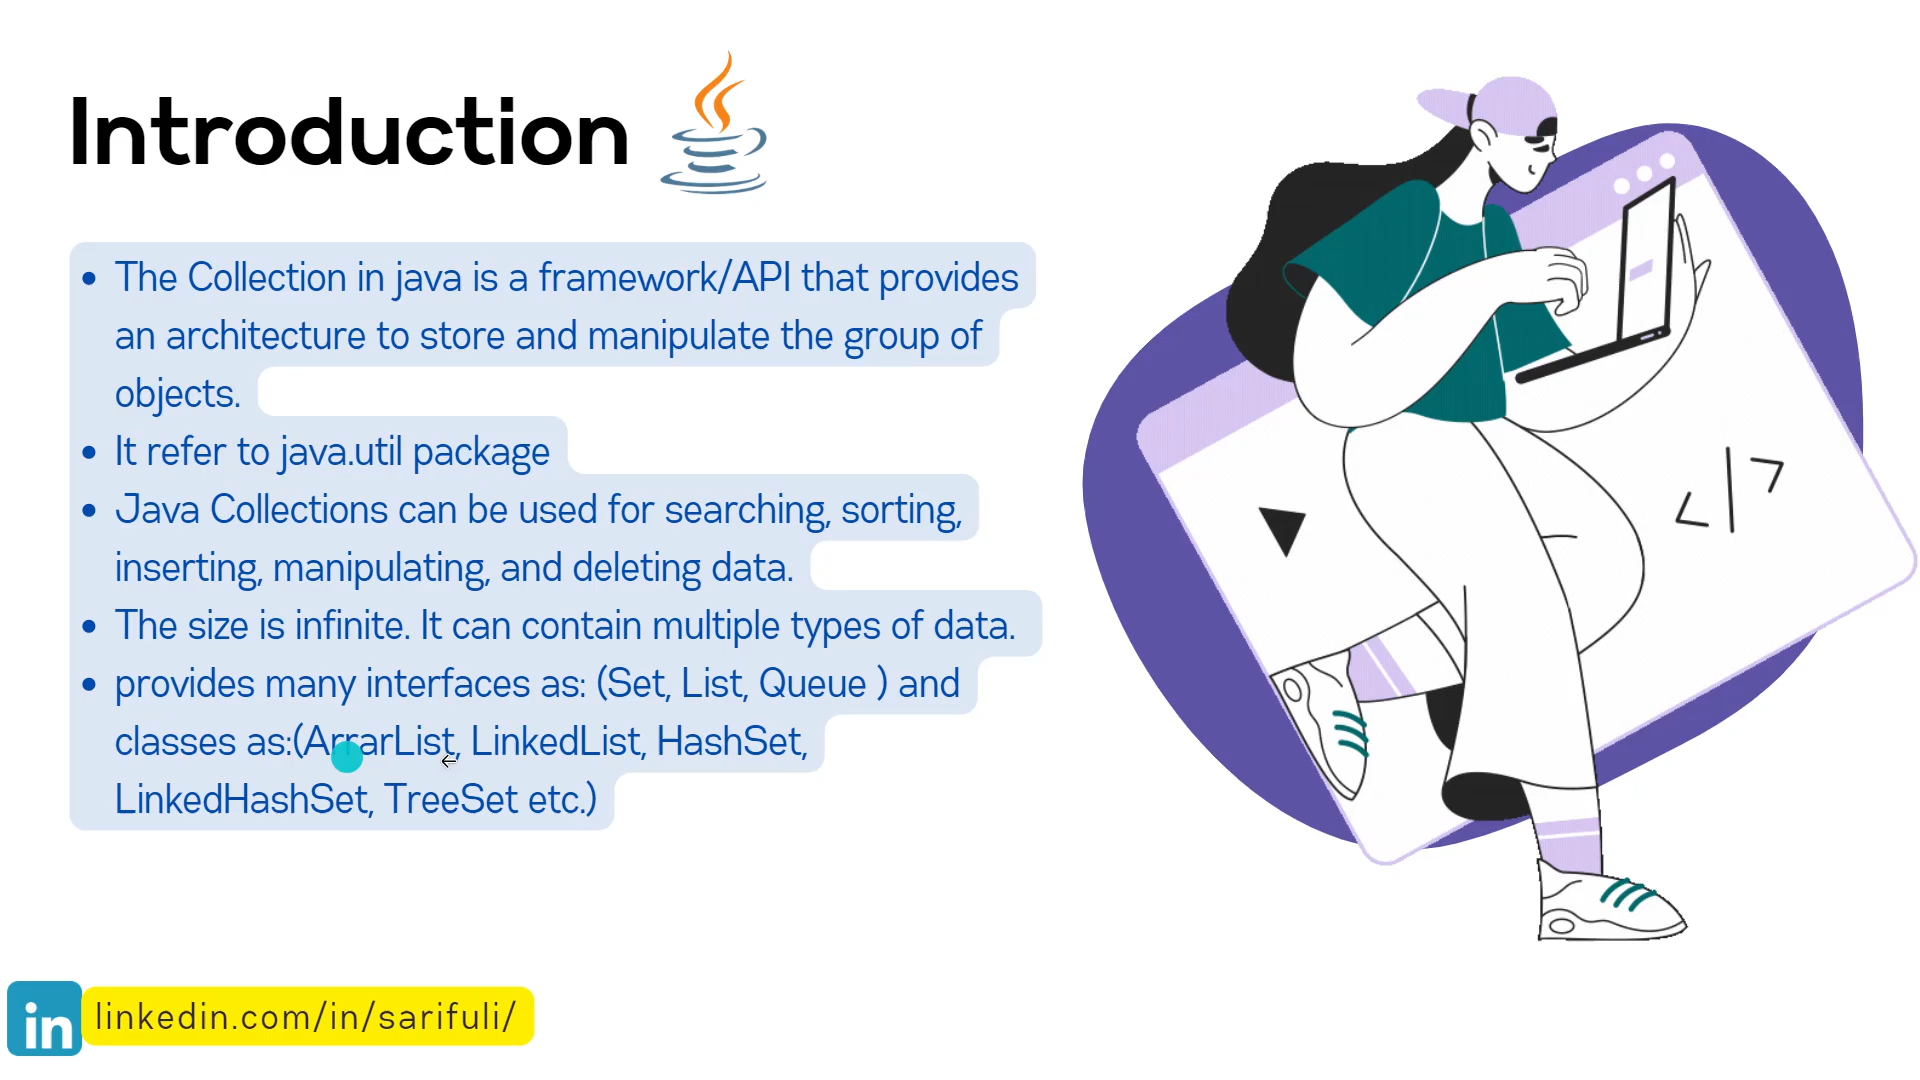 Introduction
• The Collection in java is a framework/API that provides
an architecture to store and manipulate the group of
objects.
• It refer to java.util package
• Java Collections can be used for searching, sorting,
inserting, manipulating, and deleting data.
• The size is infinite. It can contain multiple types of data.
• provides many interfaces as: (Set, List, Queue ) and
classes as:(ArrarList, LinkedList, HashSet,
LinkedHashSet, TreeSet etc.)
</>
in linkedin.com/in/sarifuli/